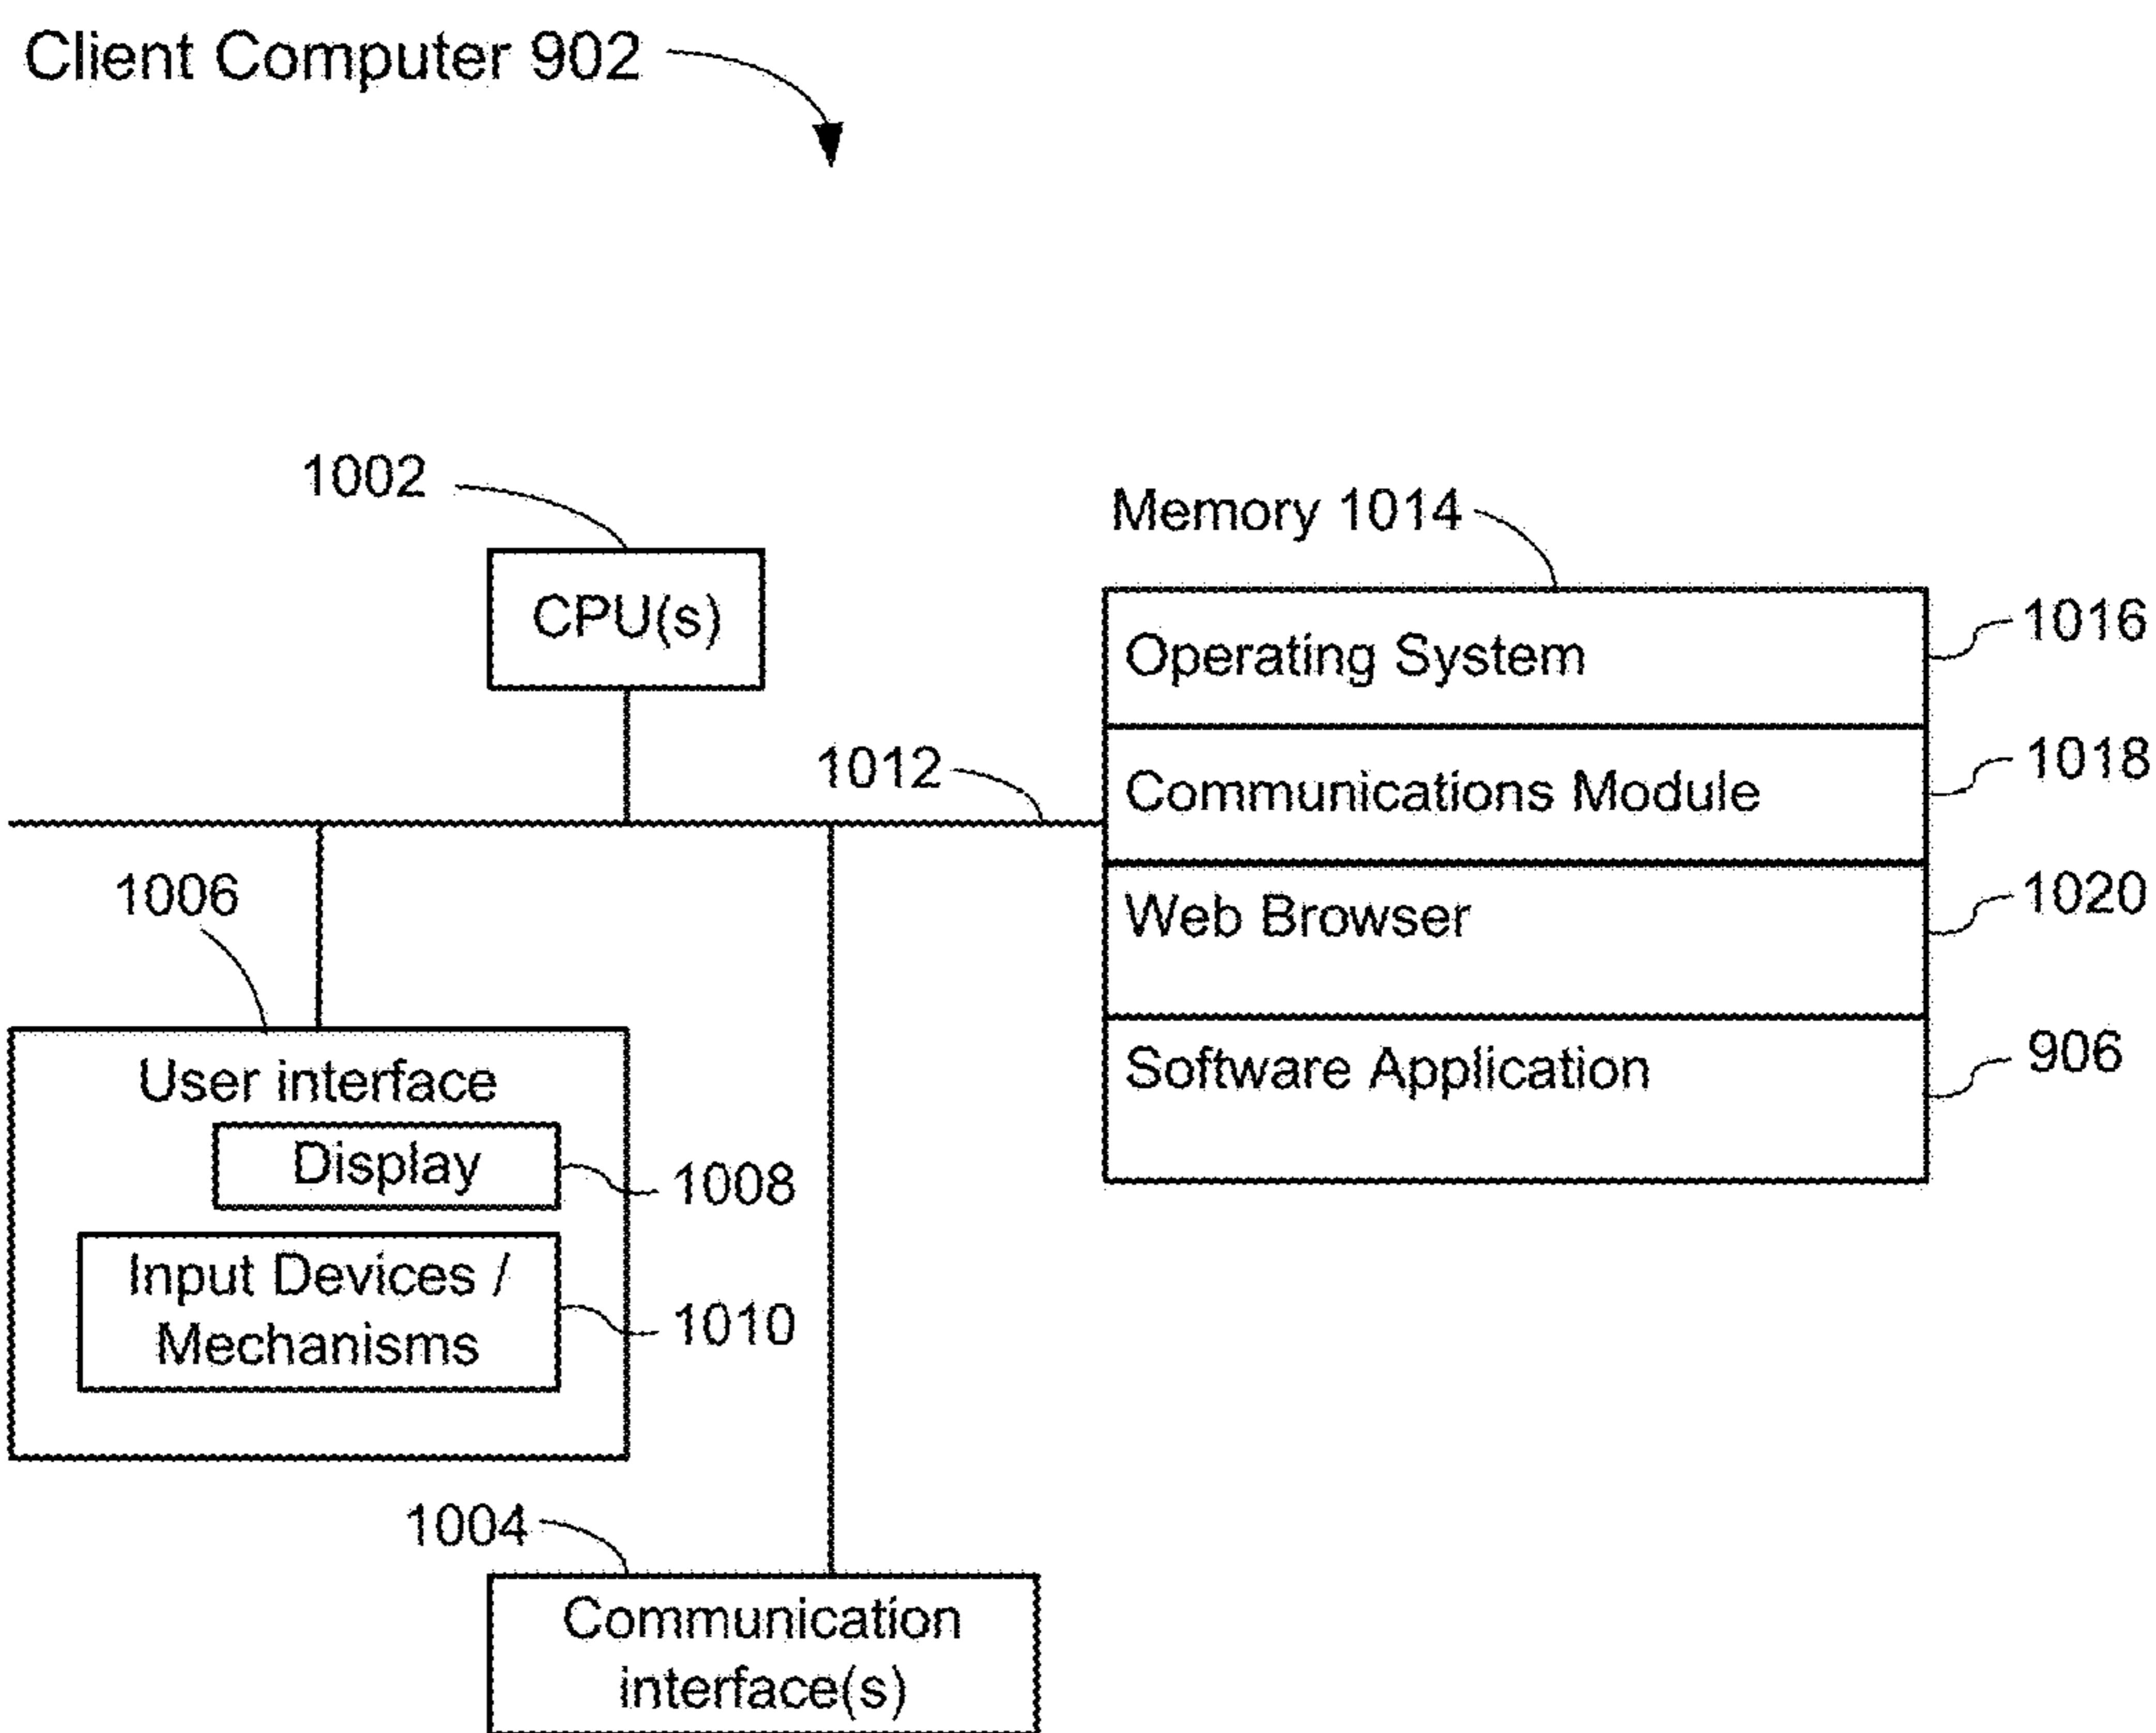 Client Computer 902
1002
CPU(s)
Memory 1014
Operating System
1016
Communications Module
1018
Web Browser
1020
Software Application
906
1012
1006
User interface
Display
1008
Input Devices /
Mechanisms
1010
1004
Communication
interface(s)